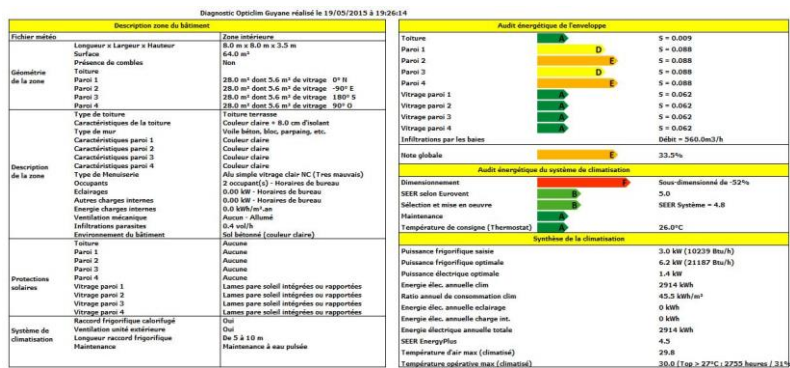 Diagnostic Opticlim Guyane réalisé le 19/05/2015 à 19:26:14
Description zone du bâtiment
Fichier météo Zone intérieure
Géométrie de la zone
Longueur x Largeur x Hauteur 8.0 m x 8.0 m x 3.5 m
Surface 64.0 m²
Présence de combles Non
Toiture
Paroi 1 28.0 m² dont 5.6 m² de vitrage 0° N
Paroi 2 28.0 m² dont 5.6 m² de vitrage -90° E
Paroi 3 28.0 m² dont 5.6 m² de vitrage 180° S
Paroi 4 28.0 m² dont 5.6 m² de vitrage 90° O
Description de la zone
Type de toiture Toiture terrasse
Caractéristiques de la toiture Couleur claire + 8.0 cm d'isolant
Type de mur Voile béton, bloc, parpaing, etc.
Caractéristiques paroi 1 Couleur claire
Caractéristiques paroi 2 Couleur claire
Caractéristiques paroi 3 Couleur claire
Caractéristiques paroi 4 Couleur claire
Type de Menuiserie Alu simple vitrage clair NC (Tres mauvais)
Occupants 2 occupant(s) - Horaires de bureau
Eclairages 0.00 kW - Horaires de bureau
Autres charges internes 0.00 kW - Horaires de bureau
Energie charges internes 0.0 kWh/m².an
Ventilation mécanique Aucun - Allumé
Infiltrations parasites 0.4 vol/h
Environnement du bâtiment Sol bétonné (couleur claire)
Protections solaires
Toiture Aucune
Paroi 1 Aucune
Paroi 2 Aucune
Paroi 3 Aucune
Paroi 4 Aucune
Vitrage paroi 1 Lames pare soleil intégrées ou rapportées
Vitrage paroi 2 Lames pare soleil intégrées ou rapportées
Vitrage paroi 3 Lames pare soleil intégrées ou rapportées
Vitrage paroi 4 Lames pare soleil intégrées ou rapportées
Système de climatisation
Raccord frigorifique calorifugé Oui
Ventilation unité extérieure Oui
Longueur raccord frigorifique De 5 à 10 m
Maintenance Maintenance à eau pulsée
Audit énergétique de l'enveloppe
Toiture A S = 0.009
Paroi 1 D S = 0.088
Paroi 2 E S = 0.088
Paroi 3 D S = 0.088
Paroi 4 E S = 0.088
Vitrage paroi 1 A S = 0.062
Vitrage paroi 2 A S = 0.062
Vitrage paroi 3 A S = 0.062
Vitrage paroi 4 A S = 0.062
Infiltrations par les baies Débit = 560.0m3/h
Note globale E 33.5%
Audit énergétique du système de climatisation
Dimensionnement F Sous-dimensionné de -52%
SEER selon Eurovent B 5.0
Sélection et mise en oeuvre B SEER Système = 4.8
Maintenance A
Température de consigne (Thermostat) A 26.0°C
Synthèse de la climatisation
Puissance frigorifique saisie 3.0 kW (10239 Btu/h)
Puissance frigorifique optimale 6.2 kW (21187 Btu/h)
Puissance électrique optimale 1.4 kW
Energie élec. annuelle clim 2914 kWh
Ratio annuel de consommation clim 45.5 kWh/m²
Energie élec. annuelle eclairage 0 kWh
Energie élec. annuelle charge int. 0 kWh
Energie électrique annuelle totale 2914 kWh
SEER EnergyPlus 4.5
Température d'air max (climatisé) 29.8
Température opérative max (climatisé) 30.0 (Top > 27°C : 2755 heures / 31%